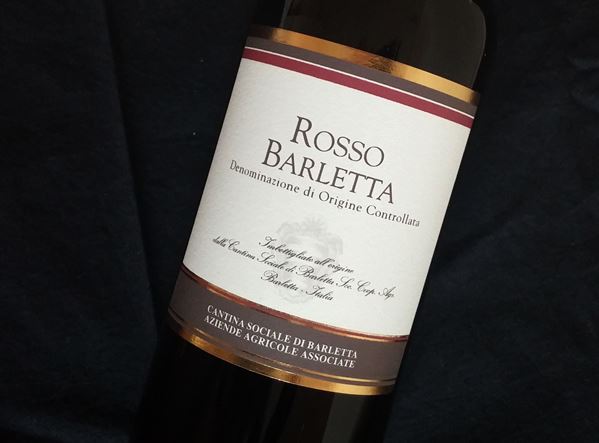 ROSSO
BARLETTA
Denominazione di Origine Controllata
Imbottigliato all'origine
dalla Cantina Sociale di Barletta Soc. Coop. Agr.
Barletta - Italia
CANTINA SOCIALE DI BARLETTA
AZIENDE AGRICOLE ASSOCIATE